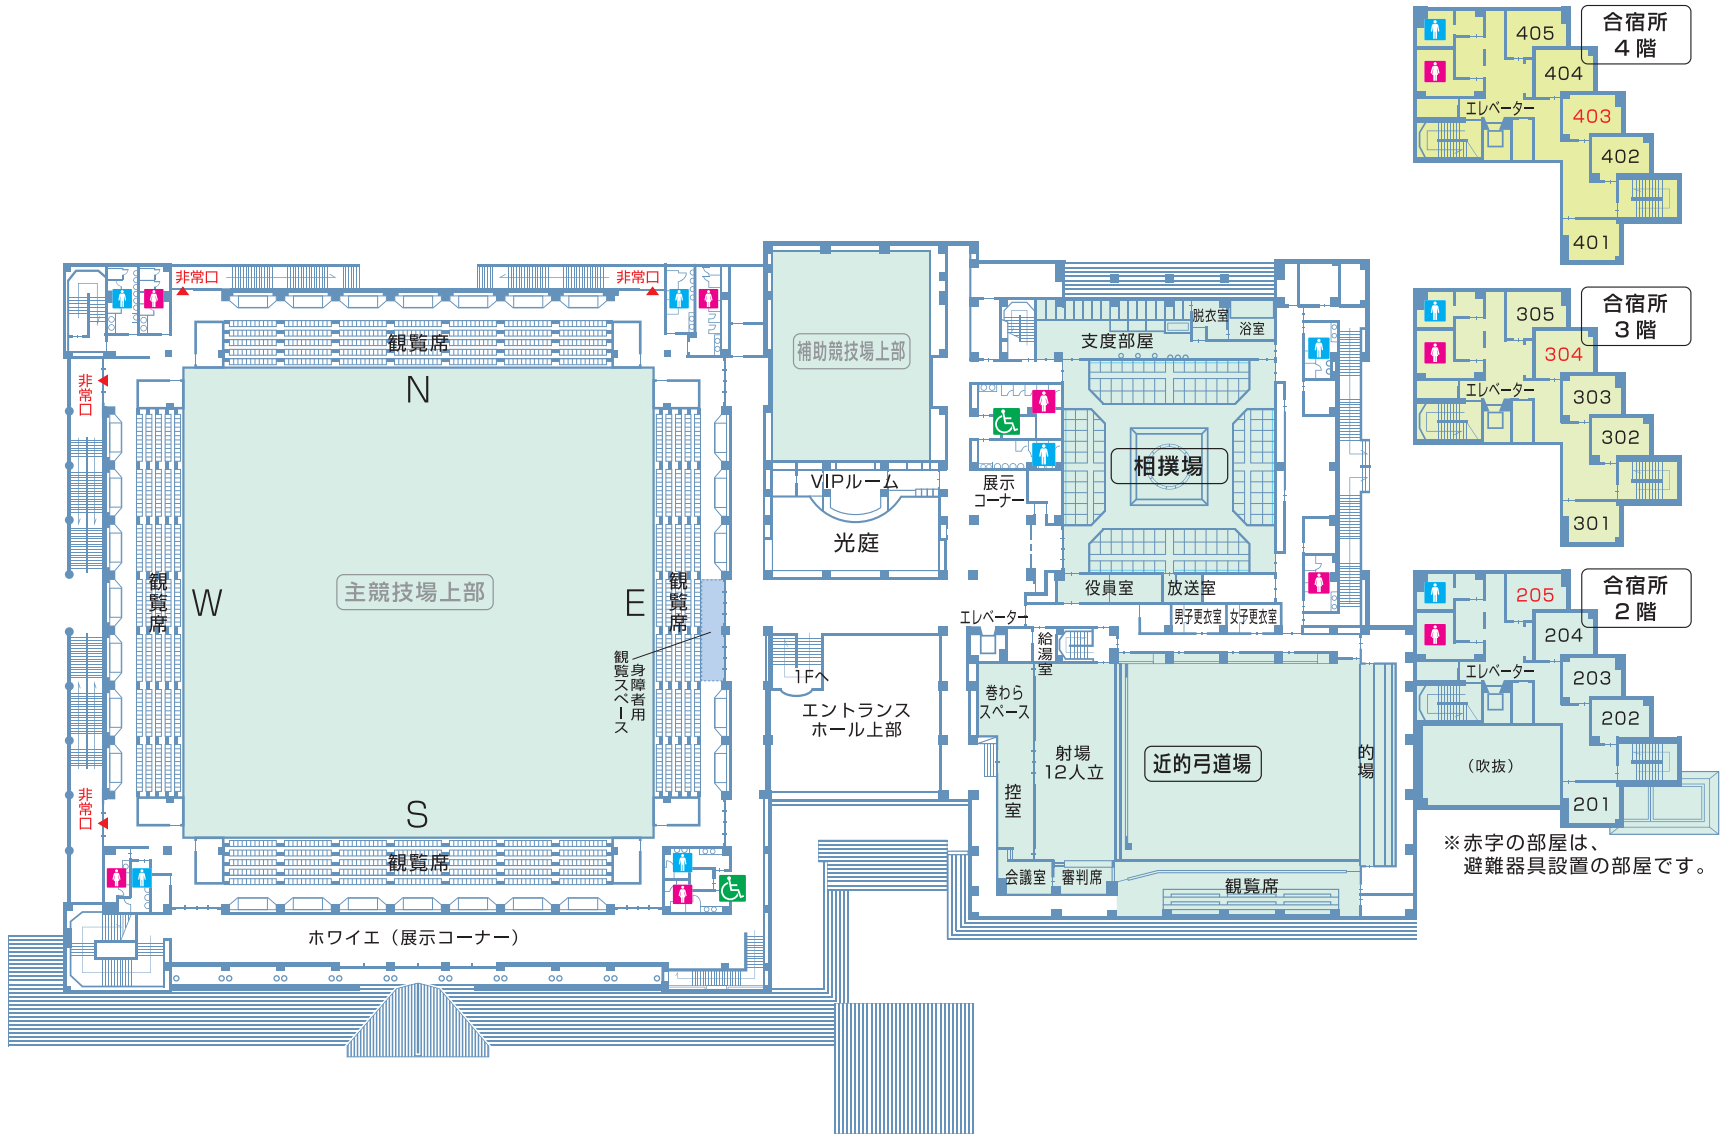 合宿所
4階
405
404
エレベーター
403
402
401
合宿所
3階
305
304
エレベーター
303
302
301
合宿所
2階
205
204
エレベーター
203
202
(吹抜)
201
※赤字の部屋は、
避難器具設置の部屋です。
非常口
非常口
非常口
非常口
観覧席
N
観覧席
W
主競技場上部
E
観覧席
身障者用
観覧スペース
S
観覧席
ホワイエ(展示コーナー)
補助競技場上部
VIPルーム
光庭
1Fへ
エントランス
ホール上部
脱衣室
浴室
支度部屋
相撲場
展示
コーナー
役員室
放送室
男子更衣室
女子更衣室
エレベーター
給湯室
巻わら
スペース
射場
12人立
近的弓道場
的場
控室
会議室
審判席
観覧席